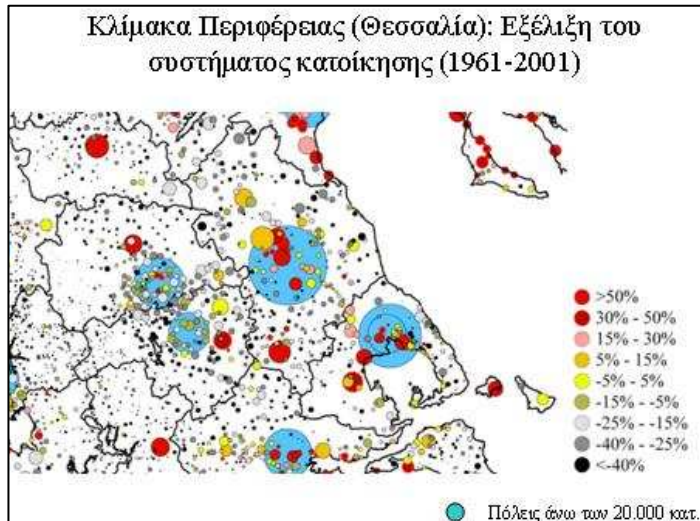 Κλίμακα Περιφέρειας (Θεσσαλία): Εξέλιξη του
συστήματος κατοίκησης (1961-2001)
>50%
30% - 50%
15% - 30%
5% - 15%
-5% - 5%
-15% - -5%
-25% - -15%
-40% - -25%
<-40%
Πόλεις άνω των 20.000 κατ.